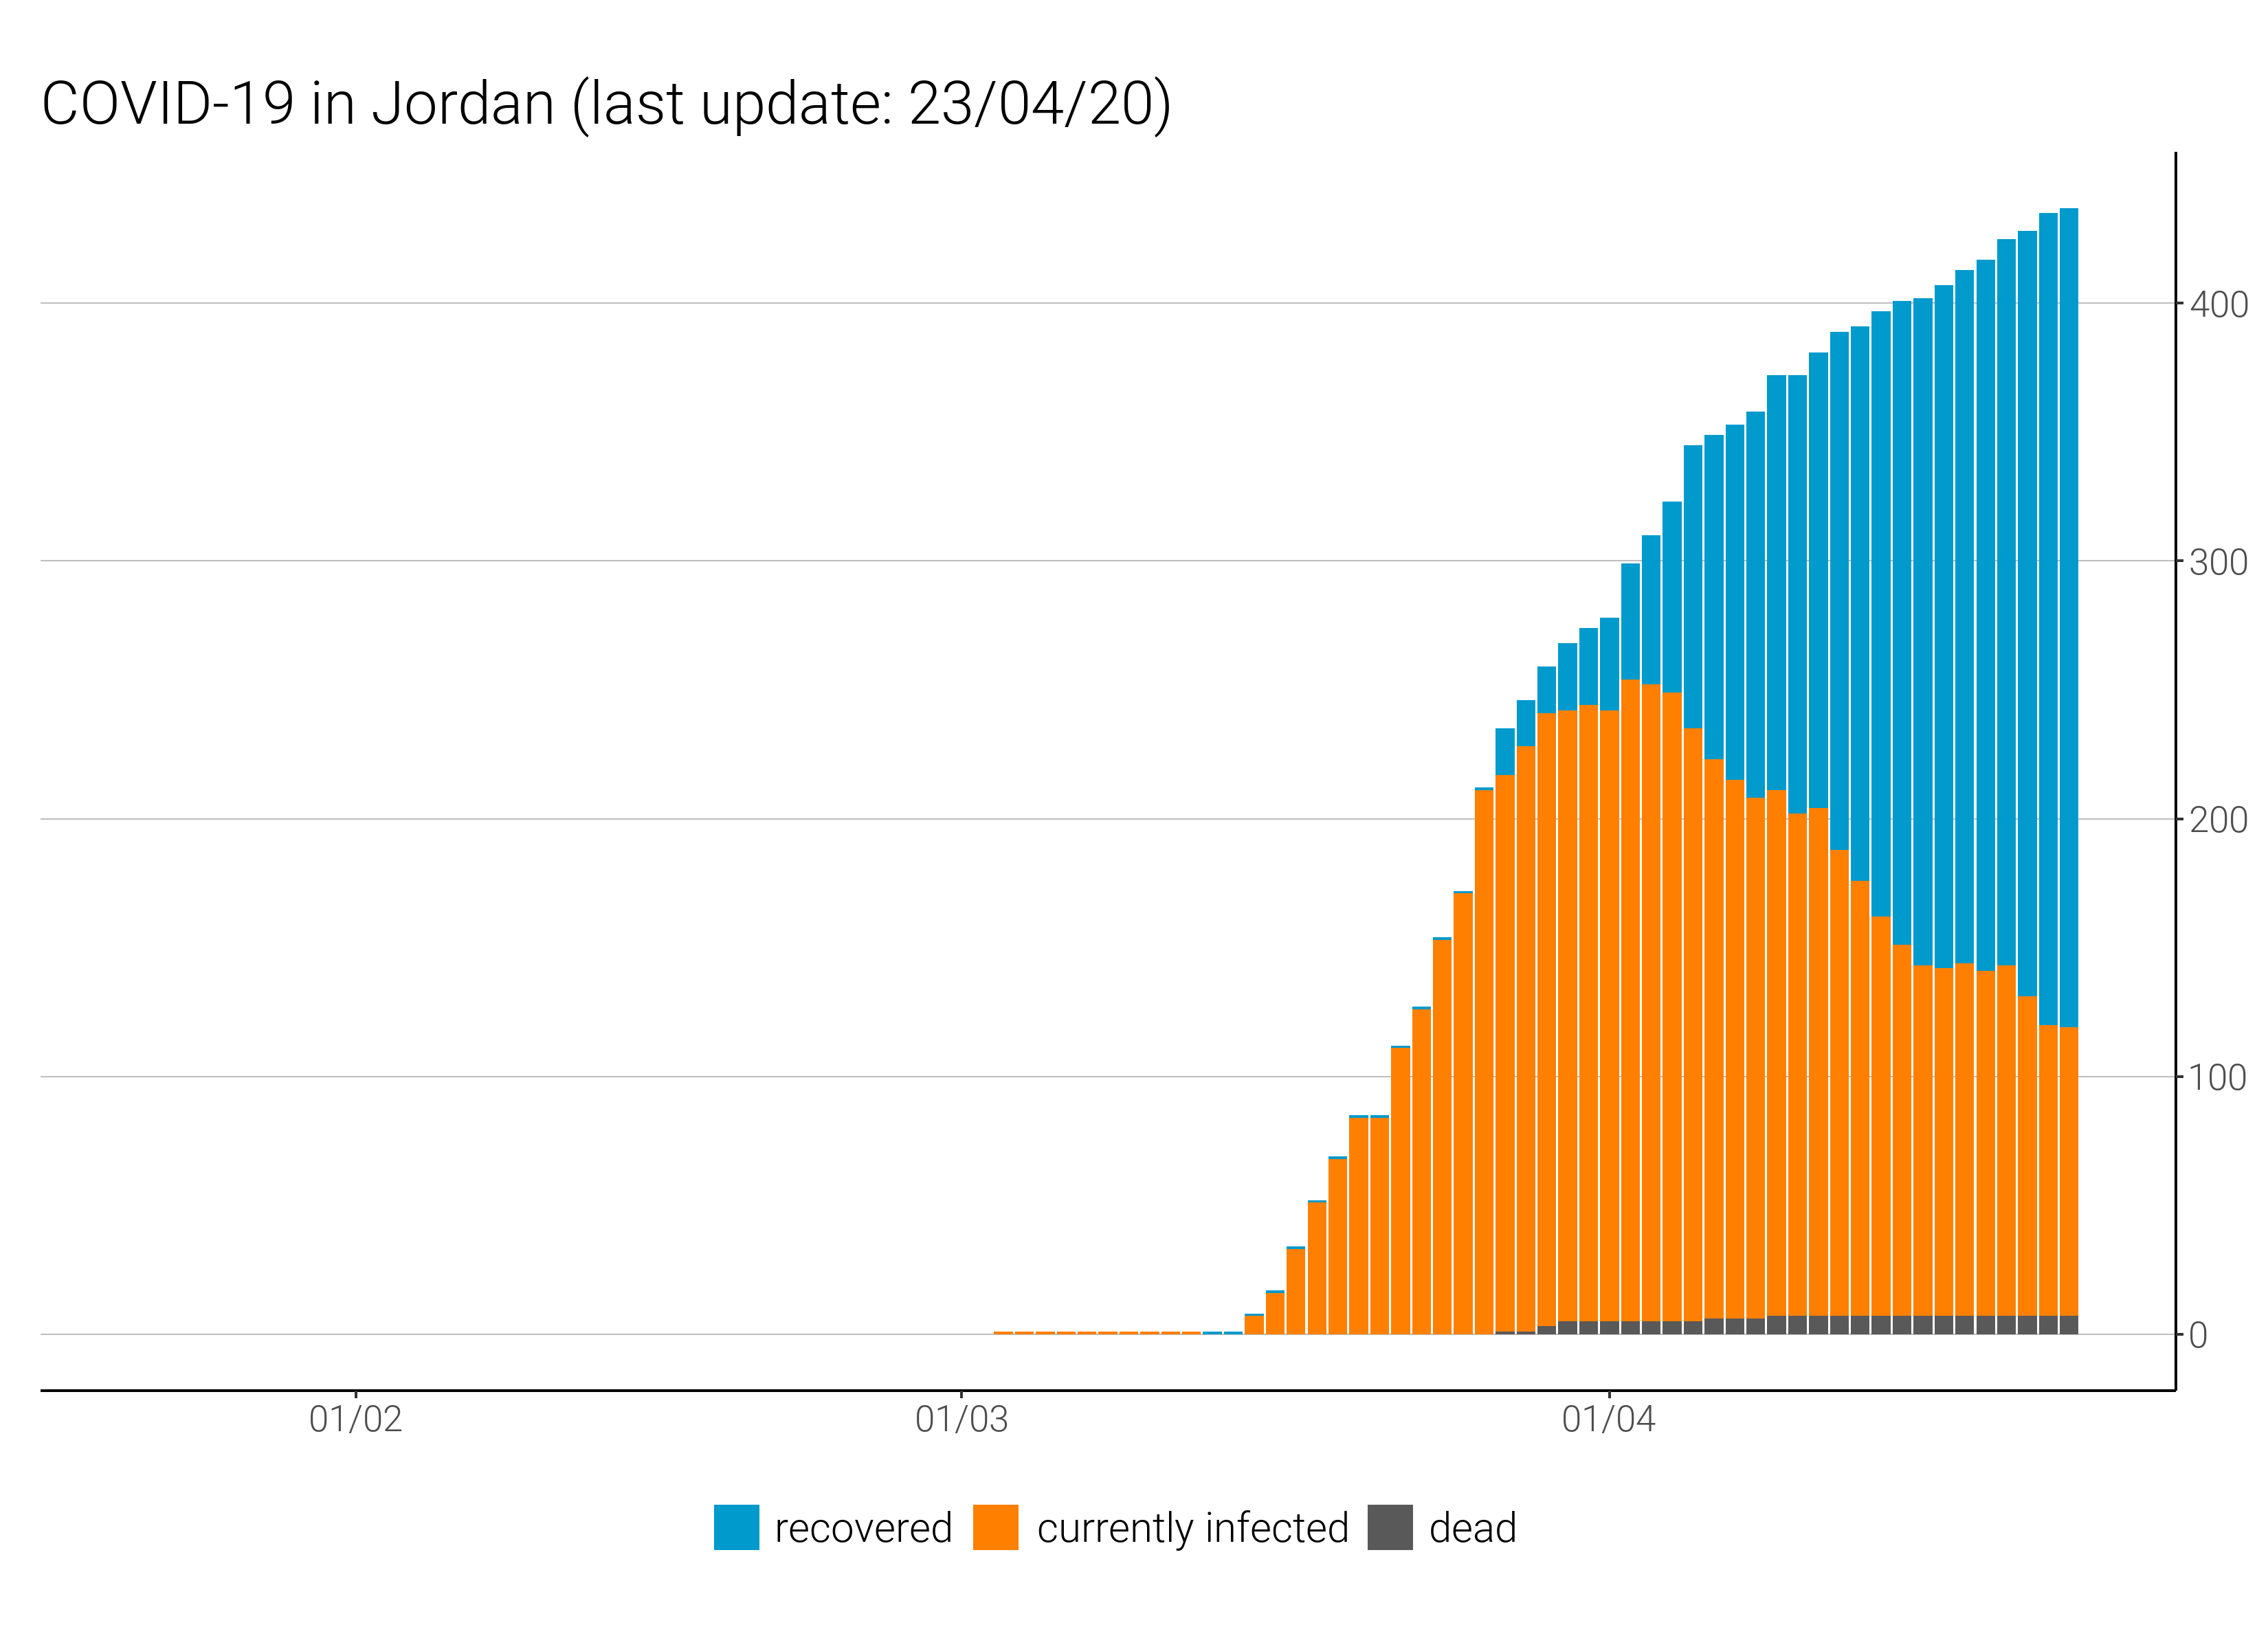 COVID-19 in Jordan (last update: 23/04/20)
400
300
200
100
0
01/02 01/03 01/04
recovered currently infected dead